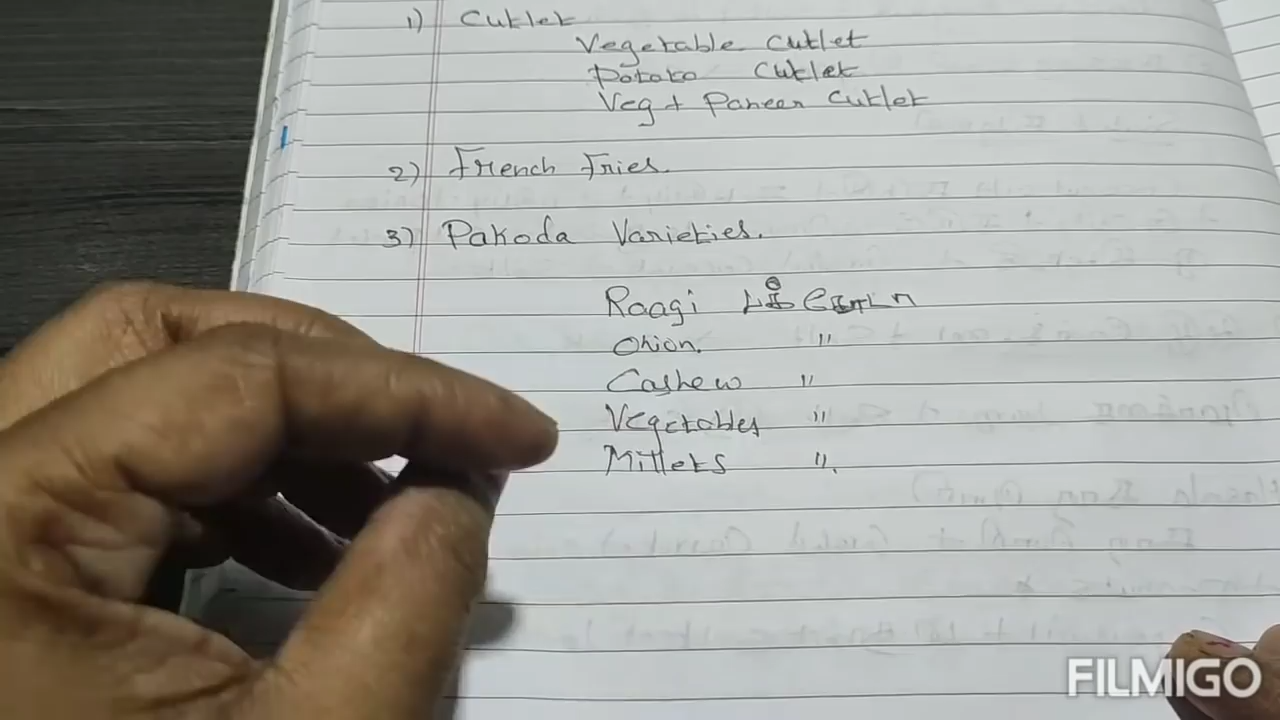 1) Cutlet
Vegetable Cutlet
Potato Cutlet
Veg + Paneer Cutlet
2) French Fries.
3) Pakoda Varieties.
Raagi
Onion. "
Cashew "
Vegetables "
Millets ".
FILMIGO